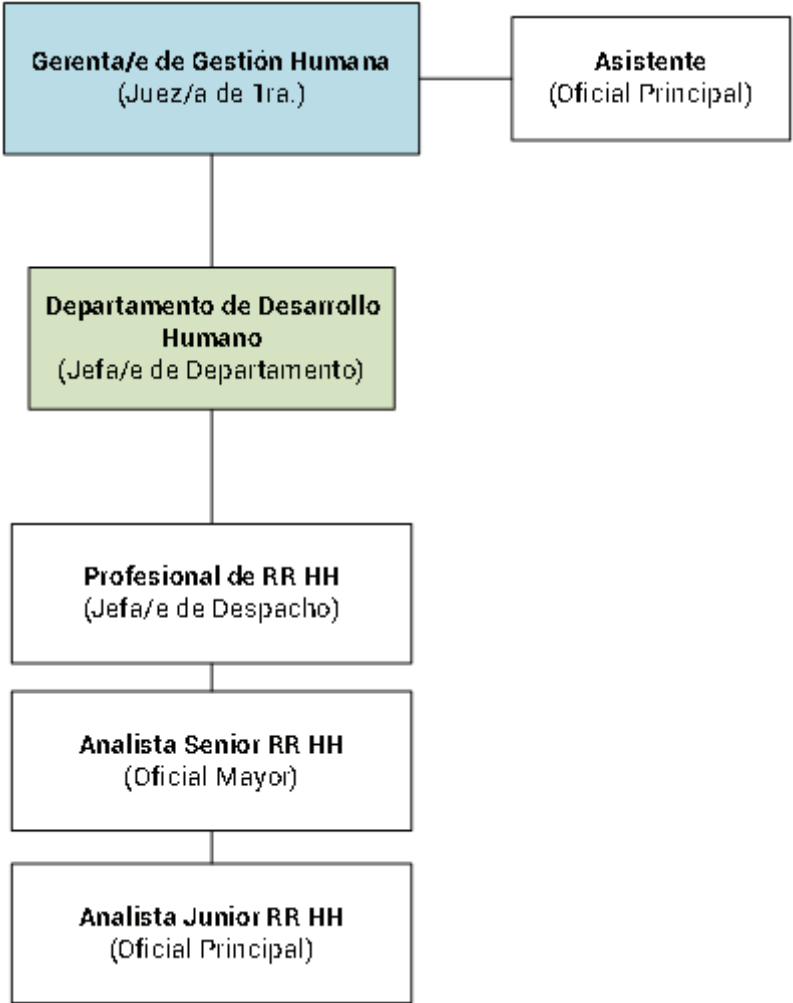 Gerenta/e de Gestión Humana
(Juez/a de 1ra.)
Asistente
(Oficial Principal)
Departamento de Desarrollo
Humano
(Jefa/e de Departamento)
Profesional de RR HH
(Jefa/e de Despacho)
Analista Senior RR HH
(Oficial Mayor)
Analista Junior RR HH
(Oficial Principal)